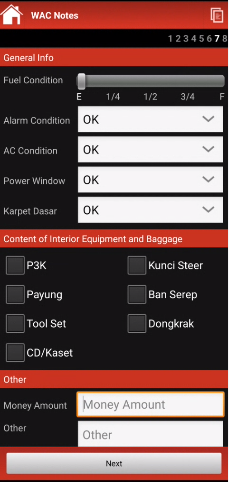 WAC Notes
1 2 3 4 5 6 7 8
General Info
Fuel Condition
E 1/4 1/2 3/4 F
Alarm Condition OK
AC Condition OK
Power Window OK
Karpet Dasar OK
Content of Interior Equipment and Baggage
P3K Kunci Steer
Payung Ban Serep
Tool Set Dongkrak
CD/Kaset
Other
Money Amount Money Amount
Other Other
Next